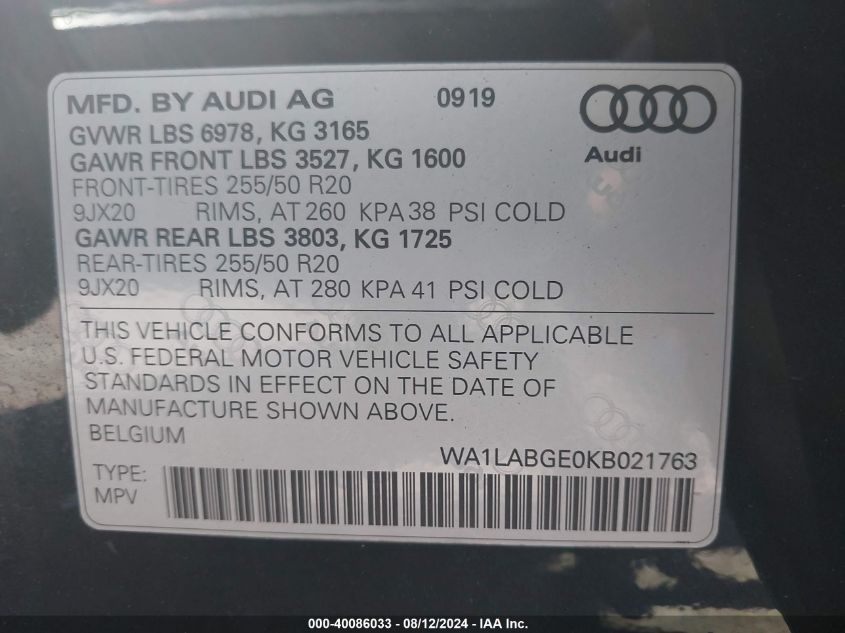 MFD. BY AUDI AG 0919
GVWR LBS 6978, KG 3165
GAWR FRONT LBS 3527, KG 1600
Audi
FRONT-TIRES 255/50 R20
9JX20 RIMS, AT 260 KPA 38 PSI COLD
GAWR REAR LBS 3803, KG 1725
REAR-TIRES 255/50 R20
9JX20 RIMS, AT 280 KPA 41 PSI COLD
THIS VEHICLE CONFORMS TO ALL APPLICABLE
U.S. FEDERAL MOTOR VEHICLE SAFETY
STANDARDS IN EFFECT ON THE DATE OF
MANUFACTURE SHOWN ABOVE.
BELGIUM
WA1LABGE0KB021763
TYPE:
MPV
000-40086033 - 08/12/2024 - IAA Inc.